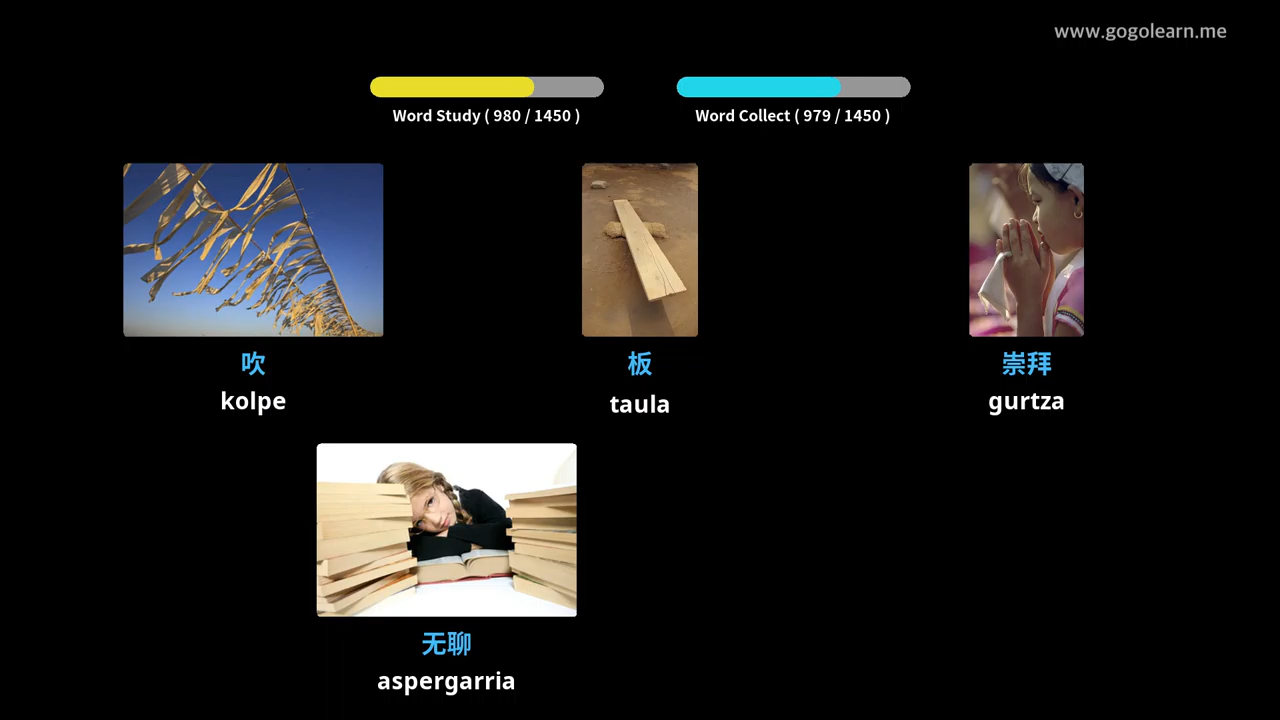 www.gogolearn.me
Word Study ( 980 / 1450 )
Word Collect ( 979 / 1450 )
吹
kolpe
板
taula
崇拜
gurtza
无聊
aspergarria